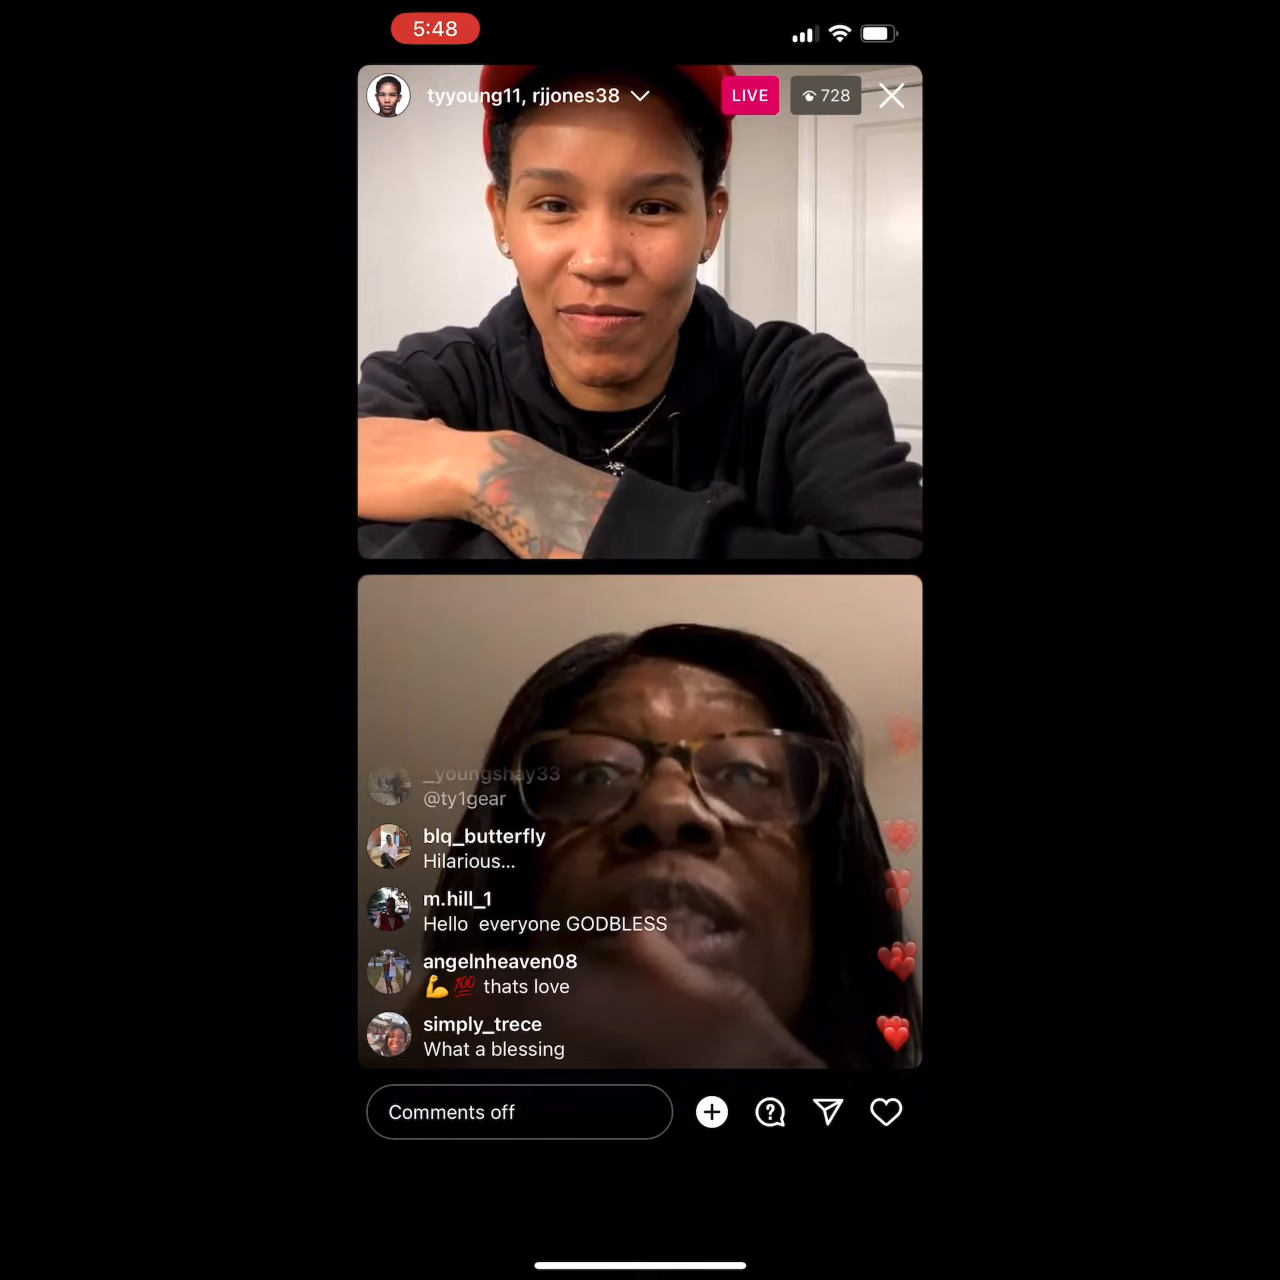 5:48
tyyoung11, rjjones38
LIVE
728
_youngshay33
@ty1gear
blq_butterfly
Hilarious...
m.hill_1
Hello everyone GODBLESS
angelnheaven08
💪💯 thats love
simply_trece
What a blessing
Comments off